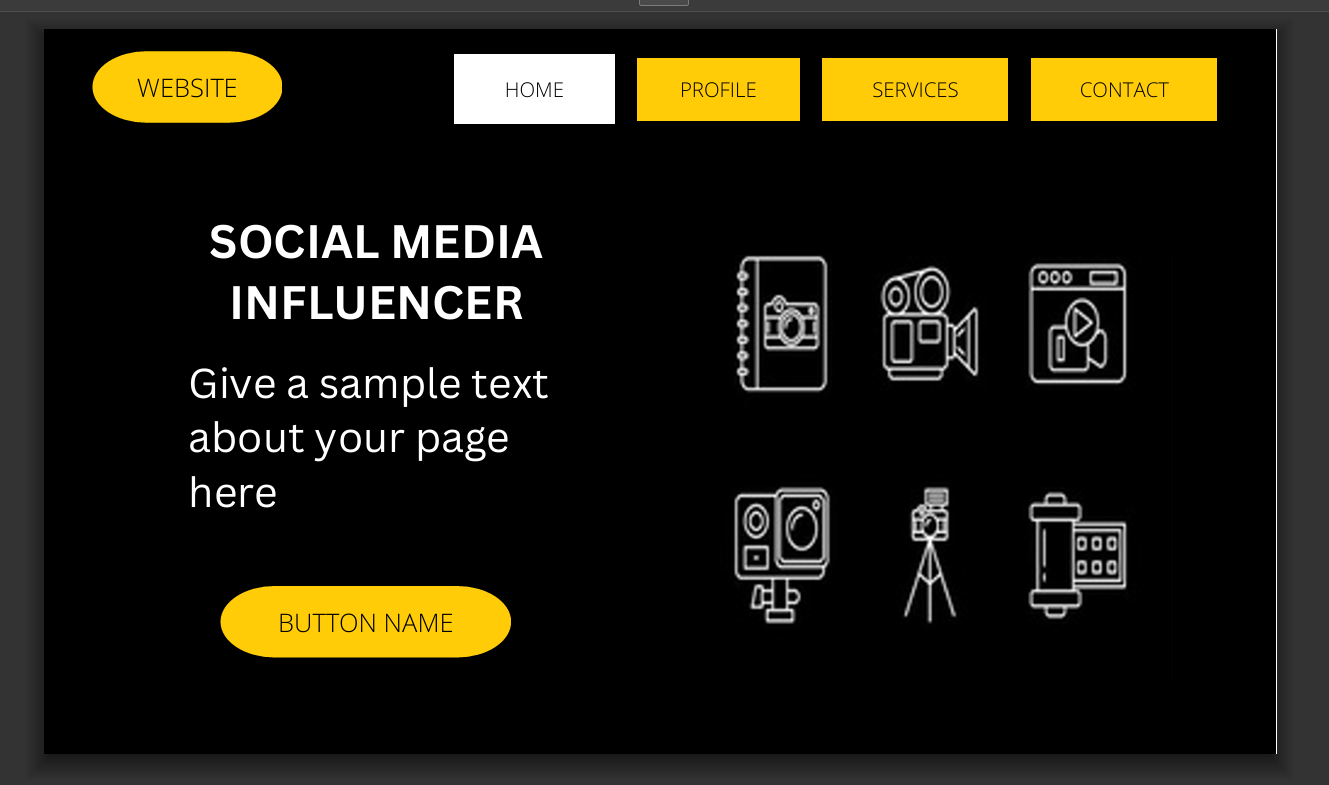 WEBSITE
HOME
PROFILE
SERVICES
CONTACT
SOCIAL MEDIA
INFLUENCER
Give a sample text
about your page
here
BUTTON NAME